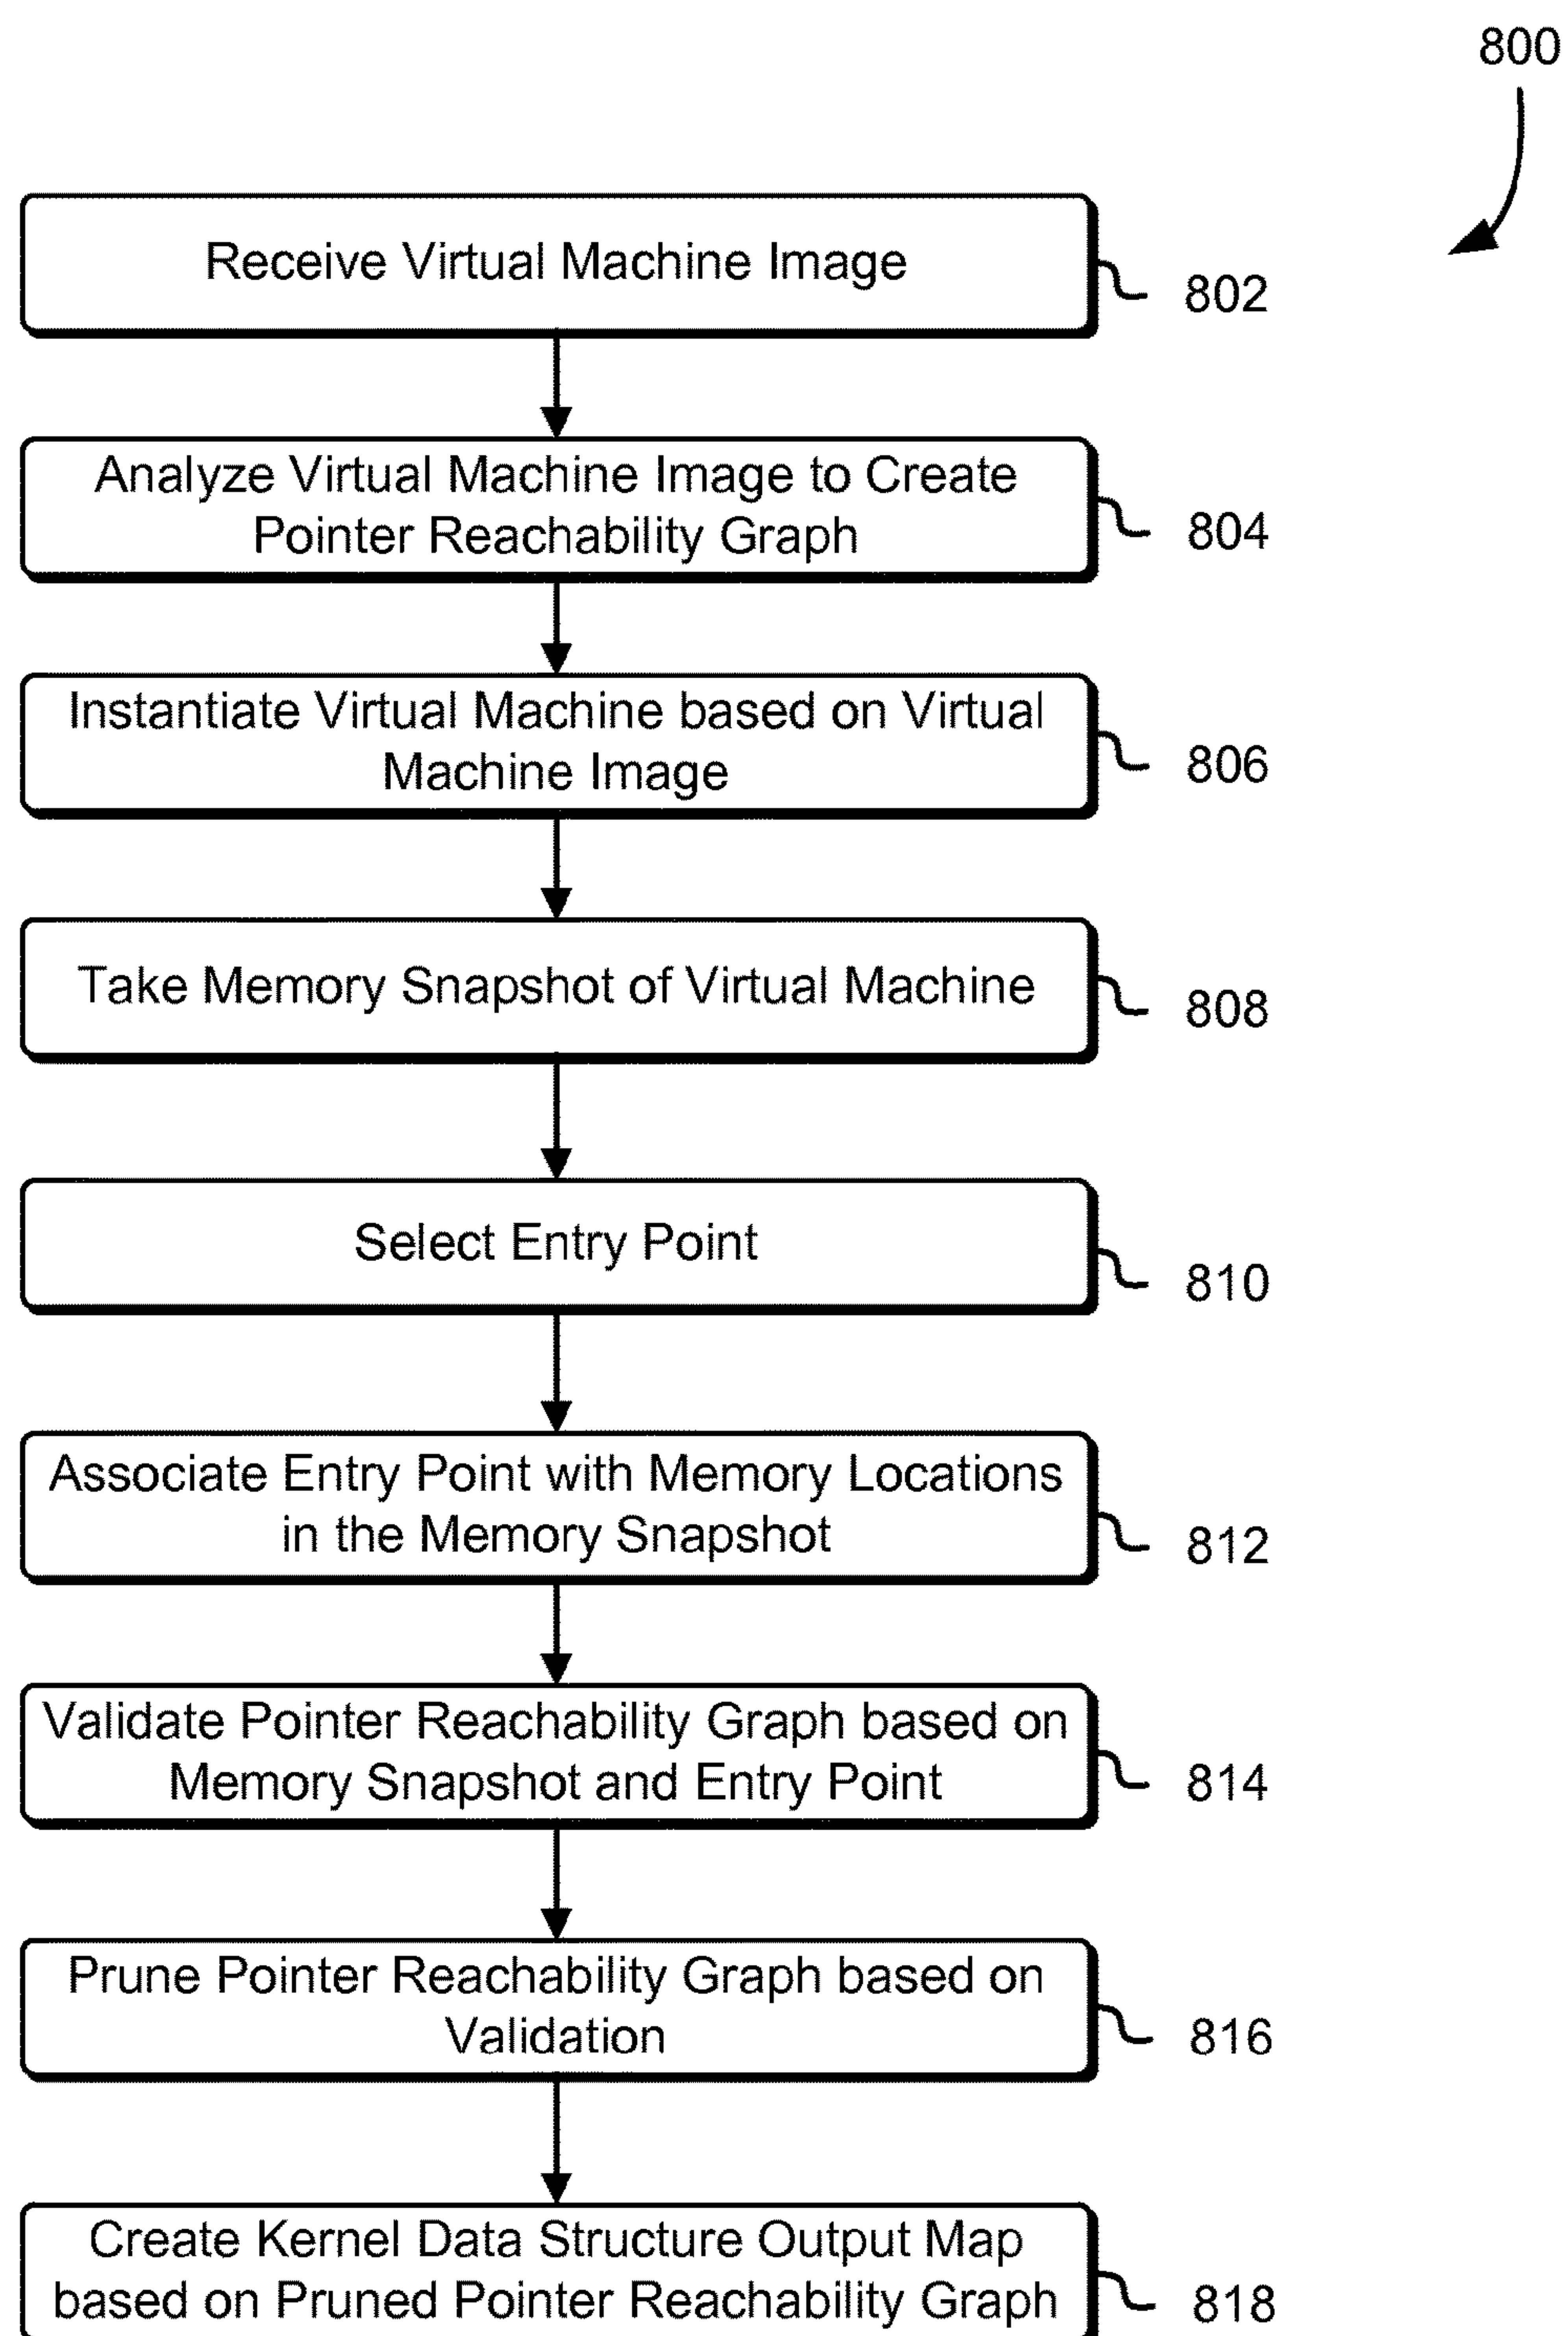 800
Receive Virtual Machine Image
802
Analyze Virtual Machine Image to Create
Pointer Reachability Graph
804
Instantiate Virtual Machine based on Virtual
Machine Image
806
Take Memory Snapshot of Virtual Machine
808
Select Entry Point
810
Associate Entry Point with Memory Locations
in the Memory Snapshot
812
Validate Pointer Reachability Graph based on
Memory Snapshot and Entry Point
814
Prune Pointer Reachability Graph based on
Validation
816
Create Kernel Data Structure Output Map
based on Pruned Pointer Reachability Graph
818